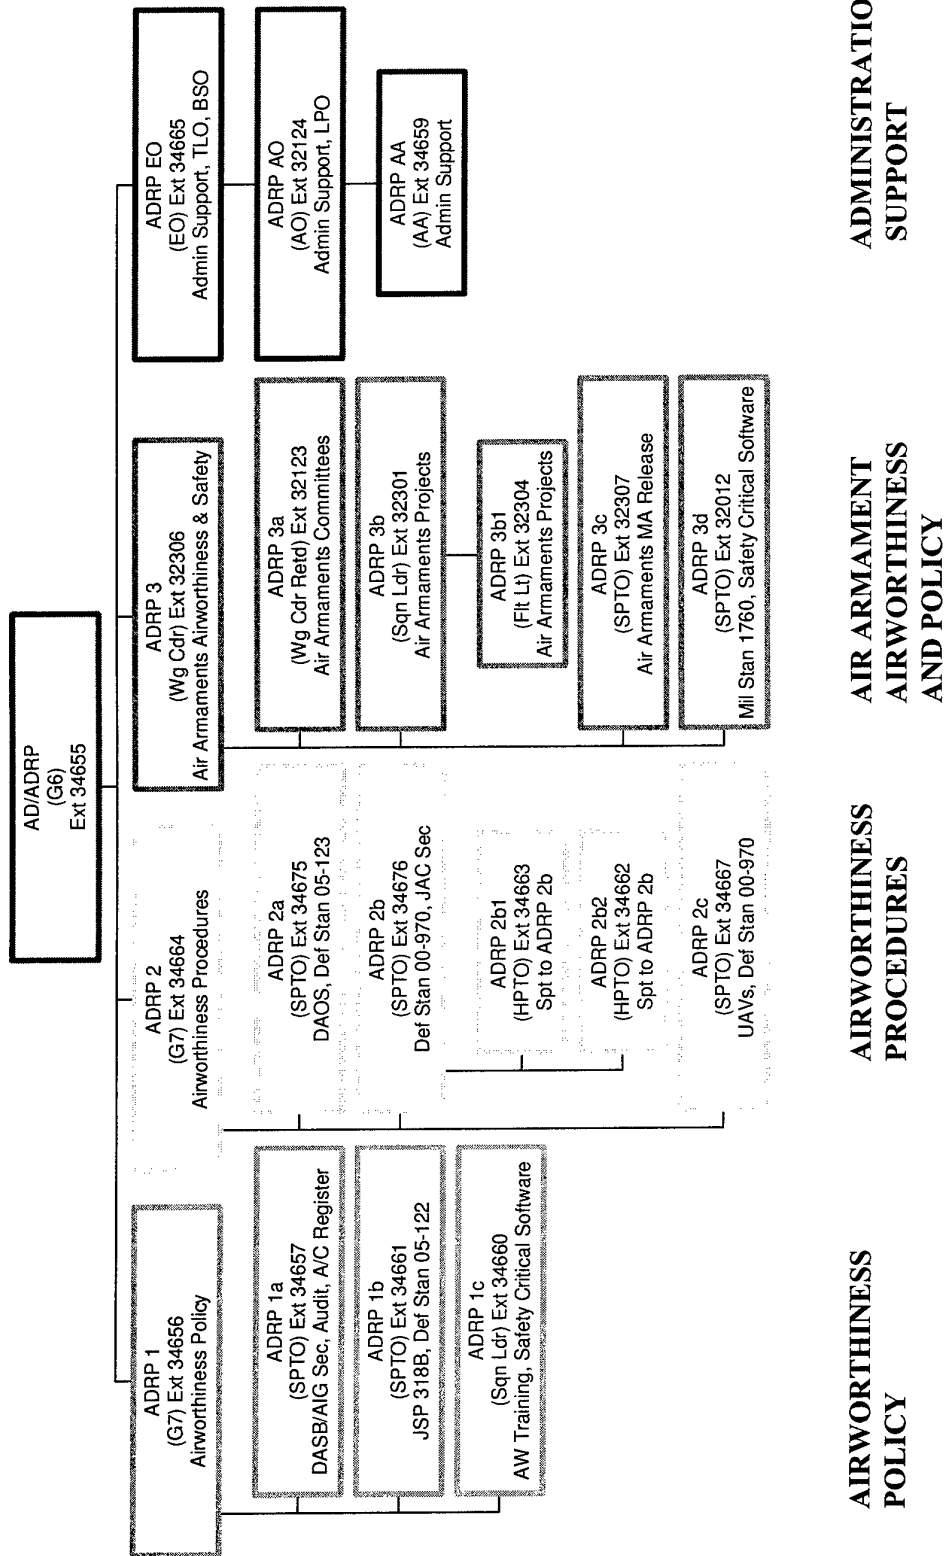 AD/ADRP
(G6)
Ext 34655
ADRP 1
(G7) Ext 34656
Airworthiness Policy
ADRP 1a
(SPTO) Ext 34657
DASB/AIG Sec, Audit, A/C Register
ADRP 1b
(SPTO) Ext 34661
JSP 318B, Def Stan 05-122
ADRP 1c
(Sqn Ldr) Ext 34660
AW Training, Safety Critical Software
ADRP 2
(G7) Ext 34664
Airworthiness Procedures
ADRP 2a
(SPTO) Ext 34675
DAOS, Def Stan 05-123
ADRP 2b
(SPTO) Ext 34676
Def Stan 00-970, JAC Sec
ADRP 2b1
(HPTO) Ext 34663
Spt to ADRP 2b
ADRP 2b2
(HPTO) Ext 34662
Spt to ADRP 2b
ADRP 2c
(SPTO) Ext 34667
UAVs, Def Stan 00-970
ADRP 3
(Wg Cdr) Ext 32306
Air Armaments Airworthiness & Safety
ADRP 3a
(Wg Cdr Retd) Ext 32123
Air Armaments Committees
ADRP 3b
(Sqn Ldr) Ext 32301
Air Armaments Projects
ADRP 3b1
(Flt Lt) Ext 32304
Air Armaments Projects
ADRP 3c
(SPTO) Ext 32307
Air Armaments MA Release
ADRP 3d
(SPTO) Ext 32012
Mil Stan 1760, Safety Critical Software
ADRP EO
(EO) Ext 34665
Admin Support, TLO, BSO
ADRP AO
(AO) Ext 32124
Admin Support, LPO
ADRP AA
(AA) Ext 34659
Admin Support
AIRWORTHINESS
POLICY
AIRWORTHINESS
PROCEDURES
AIR ARMAMENT
AIRWORTHINESS
AND POLICY
ADMINISTRATIO
SUPPORT